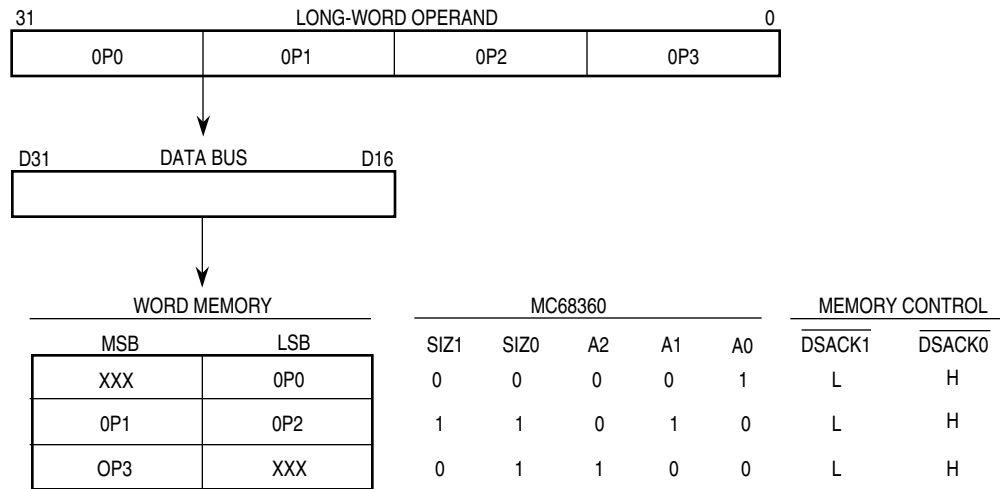 31 LONG-WORD OPERAND 0
0P0 0P1 0P2 0P3
D31 DATA BUS D16
WORD MEMORY MC68360 MEMORY CONTROL
MSB LSB SIZ1 SIZ0 A2 A1 A0 DSACK1 DSACK0
XXX 0P0 0 0 0 0 1 L H
0P1 0P2 1 1 0 1 0 L H
OP3 XXX 0 1 1 0 0 L H